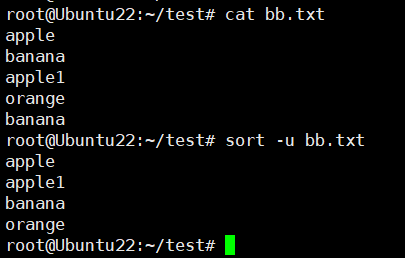 root@Ubuntu22:~/test# cat bb.txt
apple
banana
apple1
orange
banana
root@Ubuntu22:~/test# sort -u bb.txt
apple
apple1
banana
orange
root@Ubuntu22:~/test#